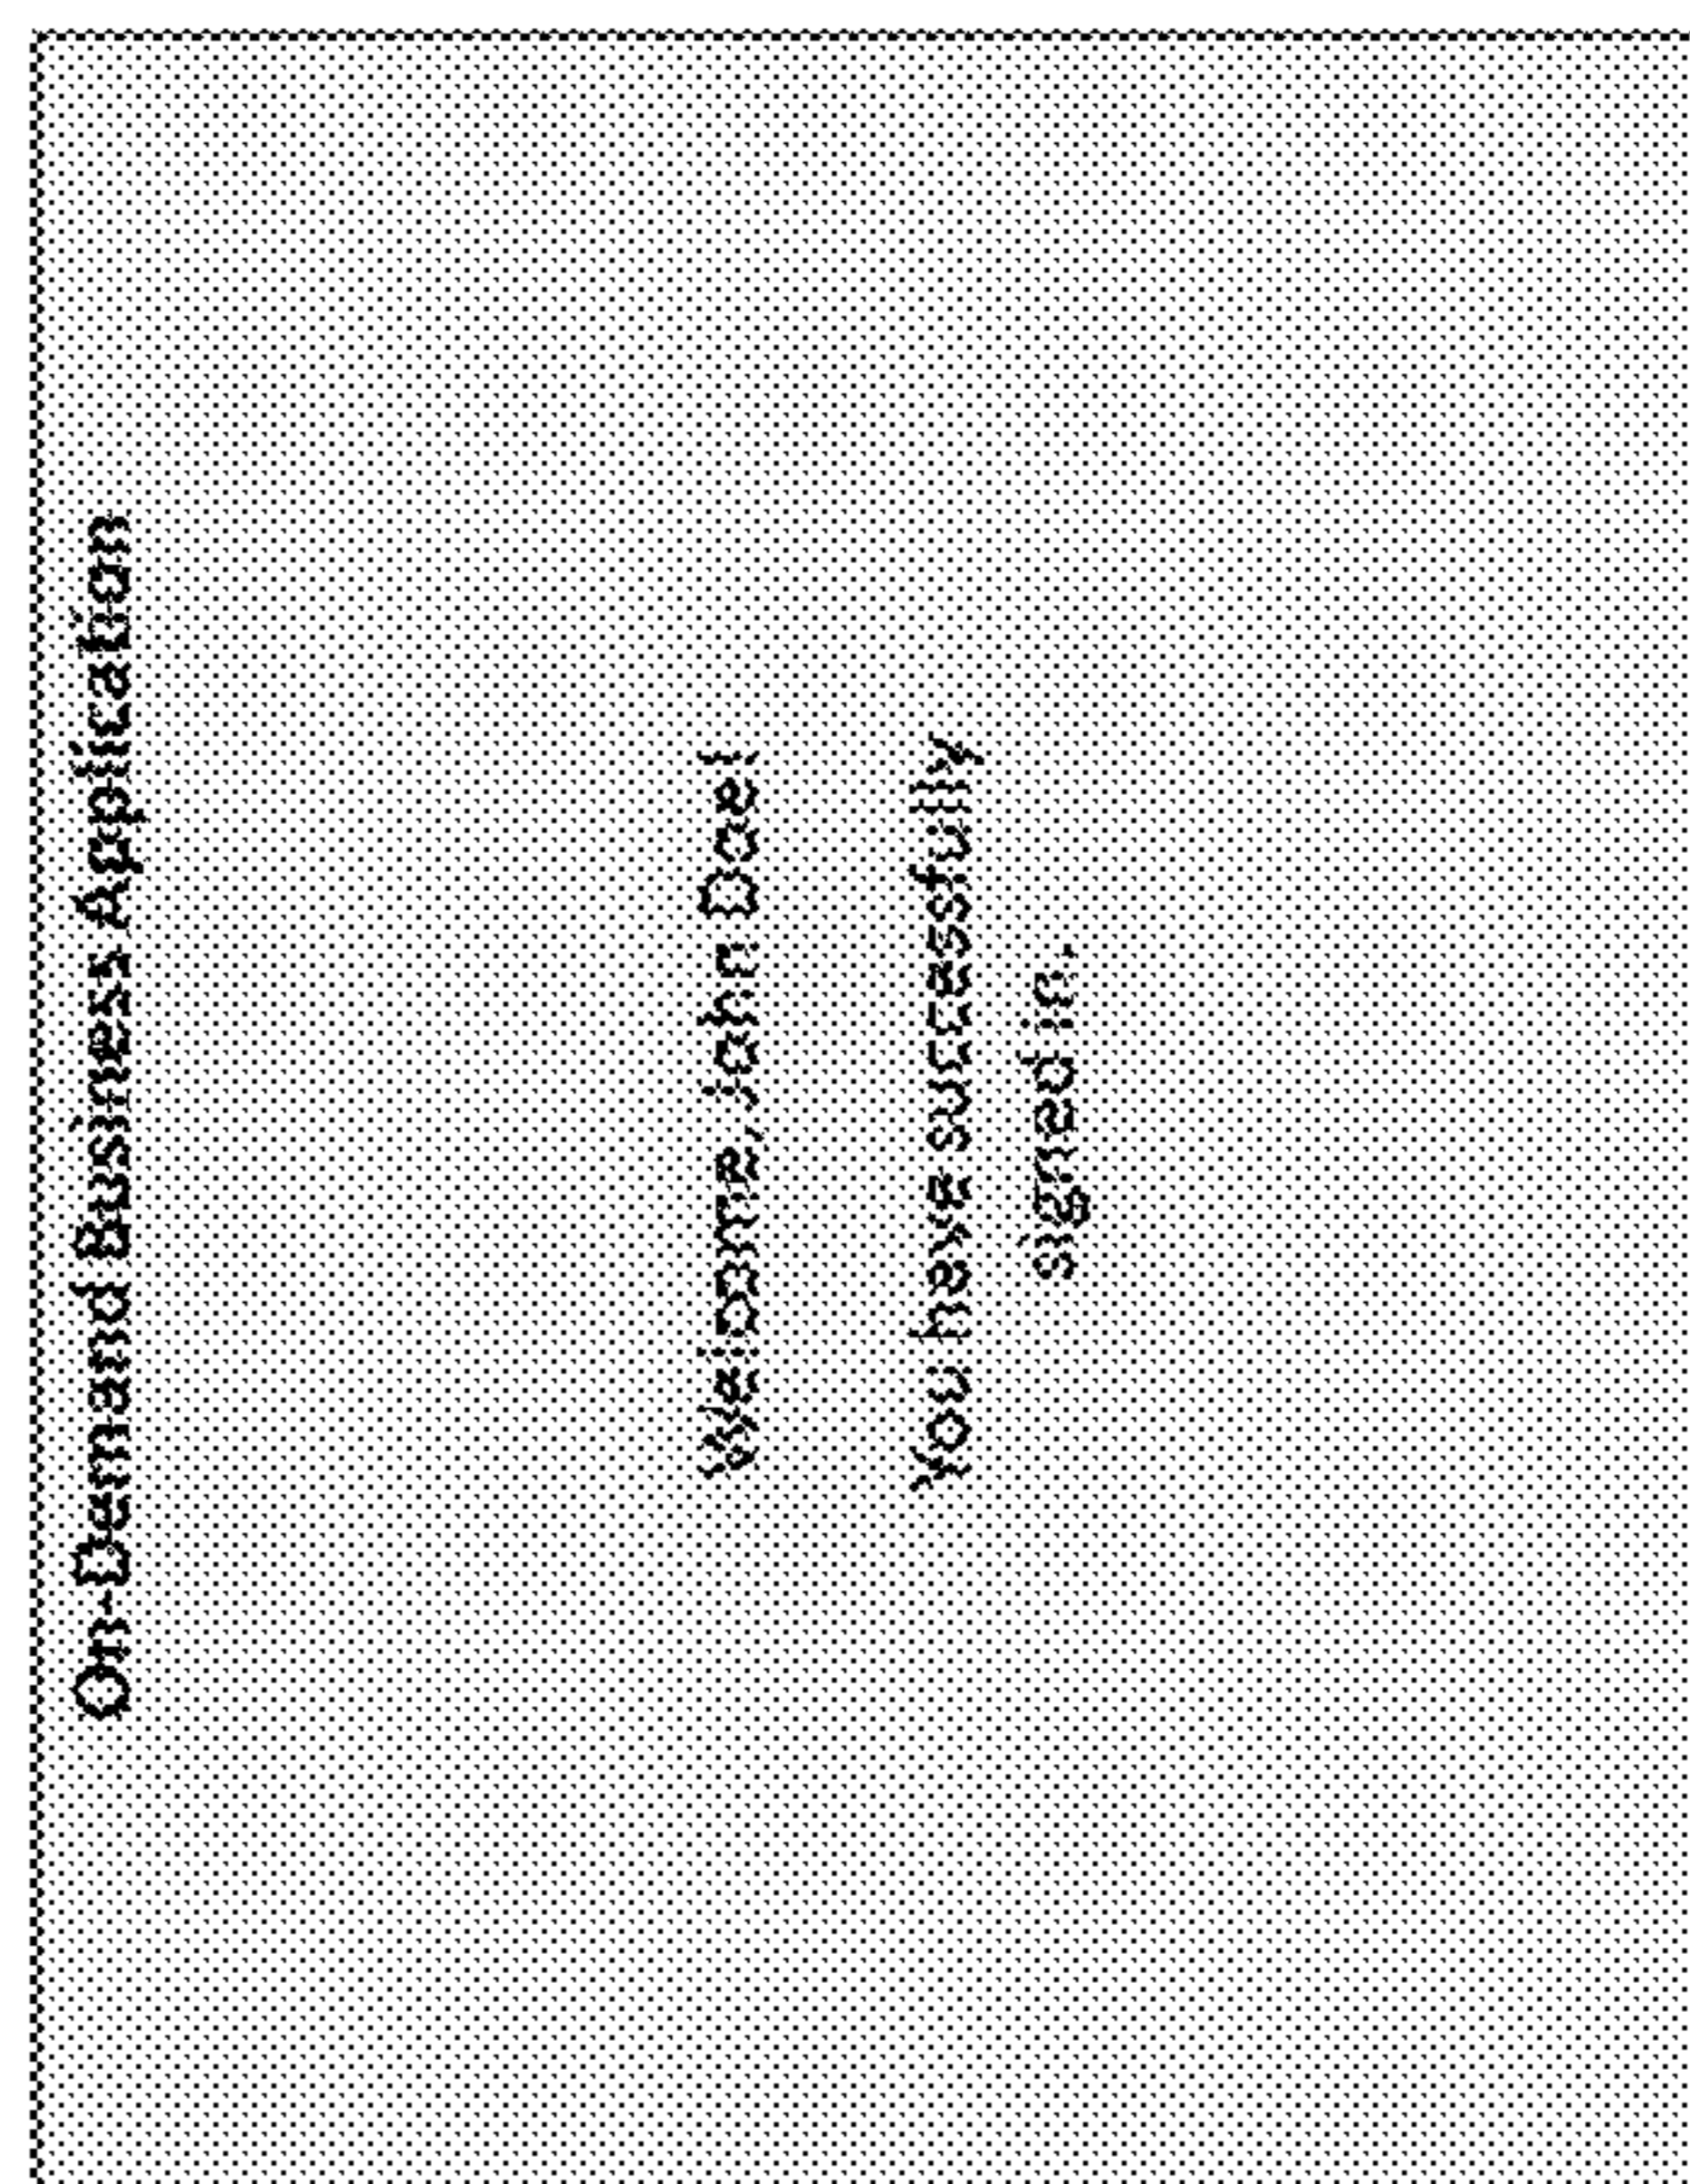 On-Demand Business Application
Welcome, John Doe!
You have successfully
signed in.